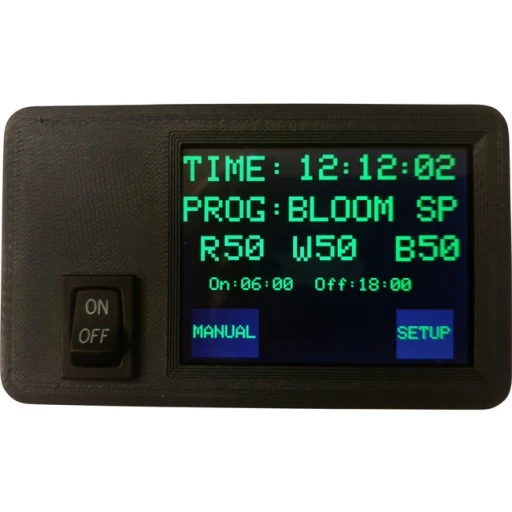 TIME: 12:12:02
PROG:BLOOM SP
R50 W50 B50
On:06:00 Off:18:00
MANUAL SETUP
ON
OFF